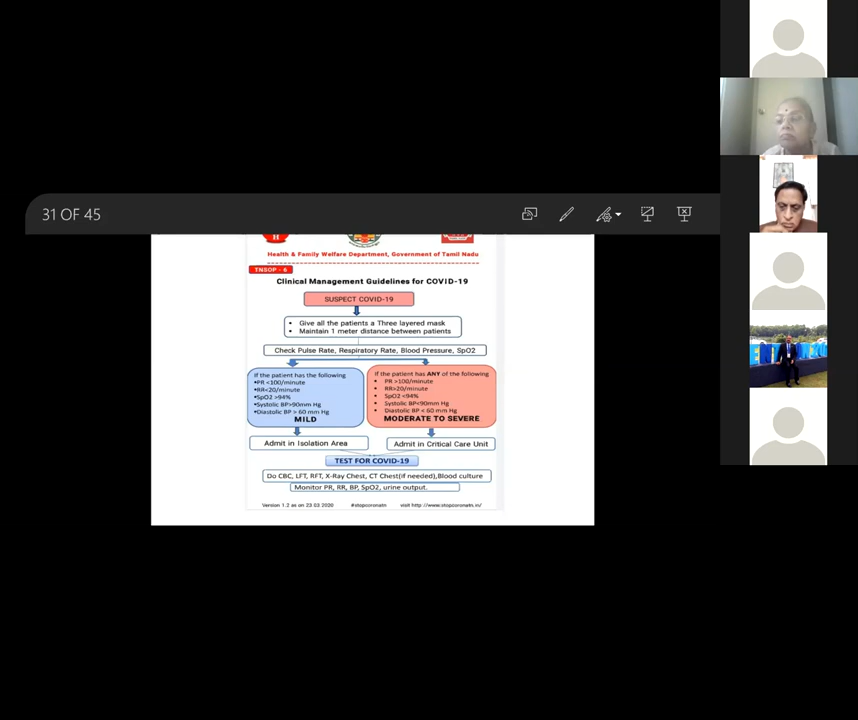 31 OF 45
Health & Family Welfare Department, Government of Tamil Nadu
TNSOP - 6
Clinical Management Guidelines for COVID-19
SUSPECT COVID-19
• Give all the patients a Three layered mask
• Maintain 1 meter distance between patients
Check Pulse Rate, Respiratory Rate, Blood Pressure, SpO2
If the patient has the following
•PR <100/minute
•RR<20/minute
•SpO2 >94%
•Systolic BP>90mm Hg
•Diastolic BP > 60 mm Hg
MILD
If the patient has ANY of the following
• PR >100/minute
• RR>20/minute
• SpO2 <94%
• Systolic BP<90mm Hg
• Diastolic BP < 60 mm Hg
MODERATE TO SEVERE
Admit in Isolation Area
Admit in Critical Care Unit
TEST FOR COVID-19
Do CBC, LFT, RFT, X-Ray Chest, CT Chest(if needed),Blood culture
Monitor PR, RR, BP, SpO2, urine output.
Version 1.2 as on 23 03 2020 #stopcoronatn visit http://www.stopcoronatn.in/